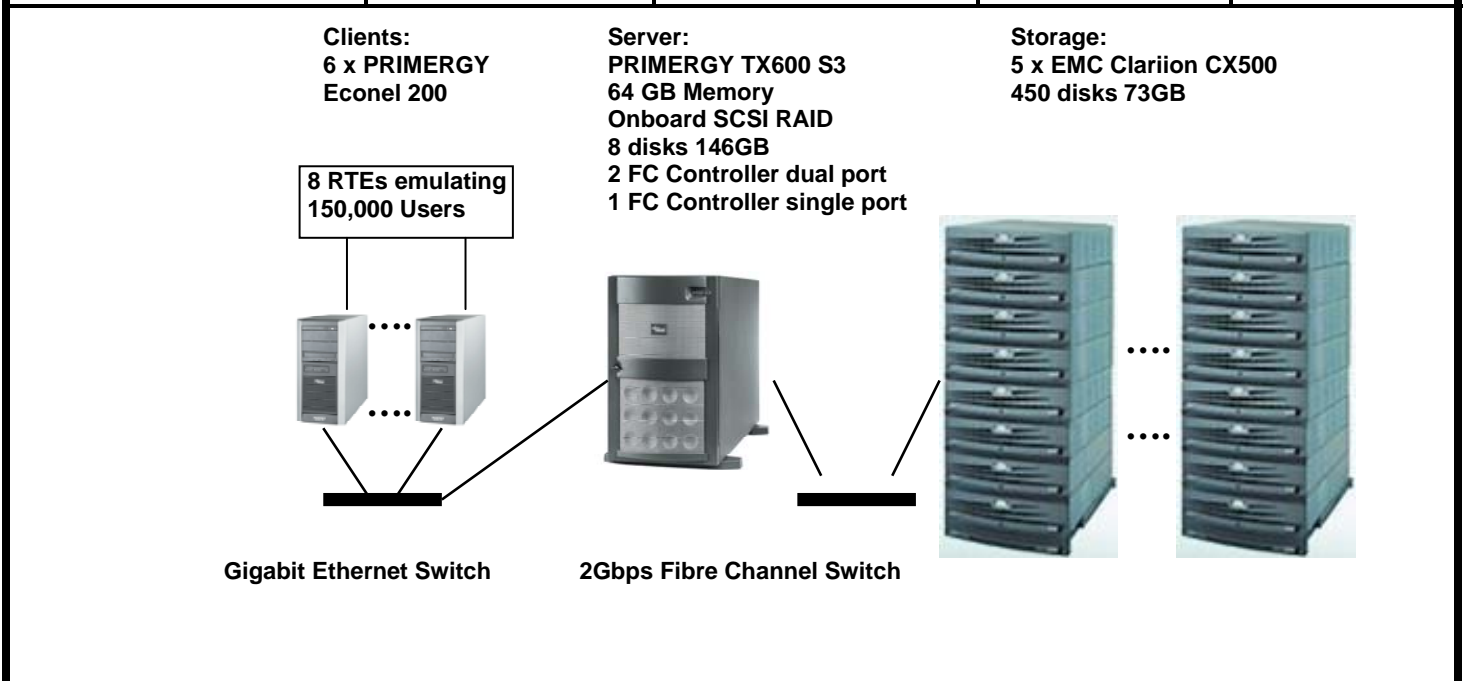 Clients:
6 x PRIMERGY
Econel 200
Server:
PRIMERGY TX600 S3
64 GB Memory
Onboard SCSI RAID
8 disks 146GB
2 FC Controller dual port
1 FC Controller single port
Storage:
5 x EMC Clariion CX500
450 disks 73GB
8 RTEs emulating
150,000 Users
Gigabit Ethernet Switch
2Gbps Fibre Channel Switch